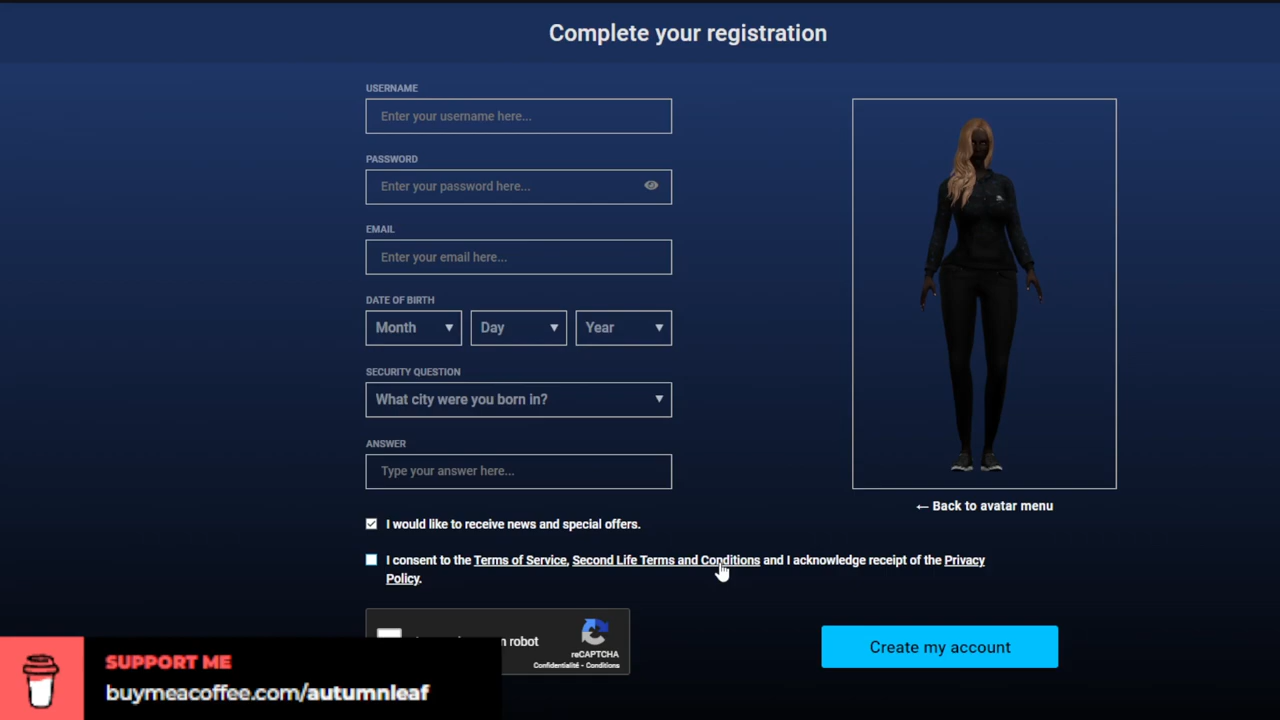 Complete your registration
USERNAME
Enter your username here...
PASSWORD
Enter your password here...
EMAIL
Enter your email here...
DATE OF BIRTH
Month
Day
Year
SECURITY QUESTION
What city were you born in?
ANSWER
Type your answer here...
← Back to avatar menu
I would like to receive news and special offers.
I consent to the Terms of Service, Second Life Terms and Conditions and I acknowledge receipt of the Privacy
Policy.
robot
reCAPTCHA
Confidentialité - Conditions
Create my account
SUPPORT ME
buymeacoffee.com/autumnleaf